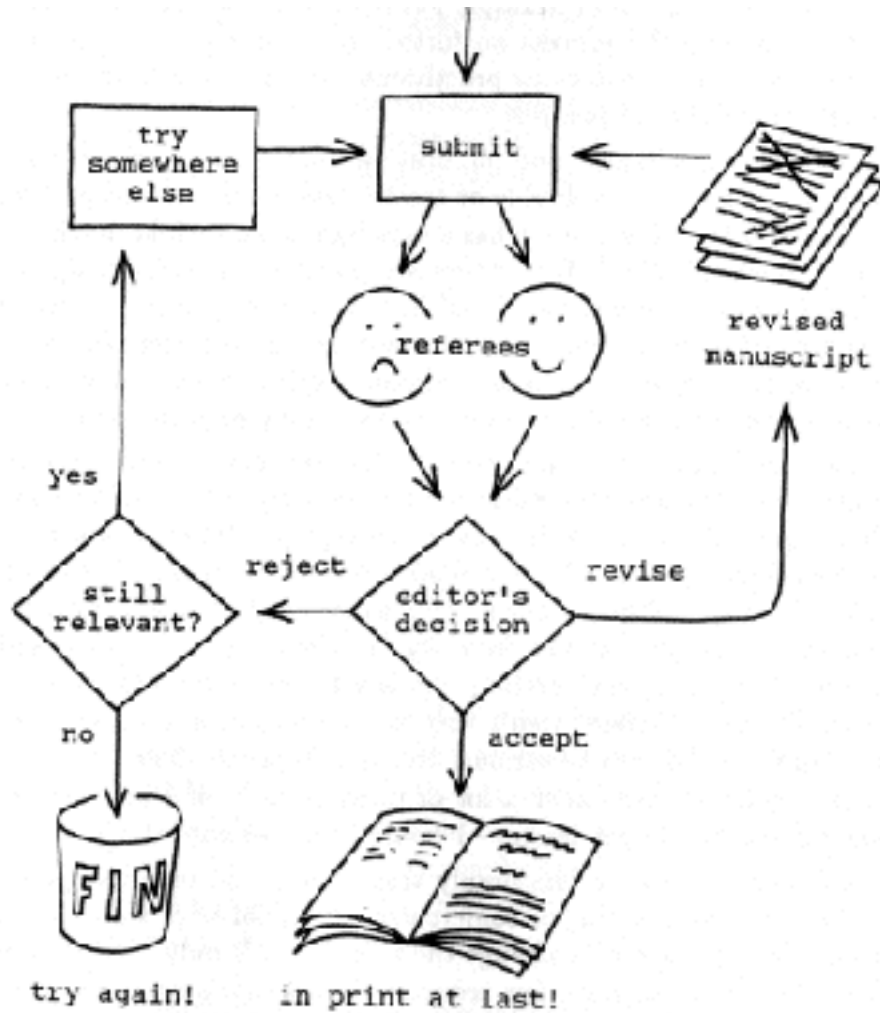 try
somewhere
else
submit
referees
revised
manuscript
yes
still
relevant?
reject
editor's
decision
revise
no
accept
FIN
try again!
in print at last!